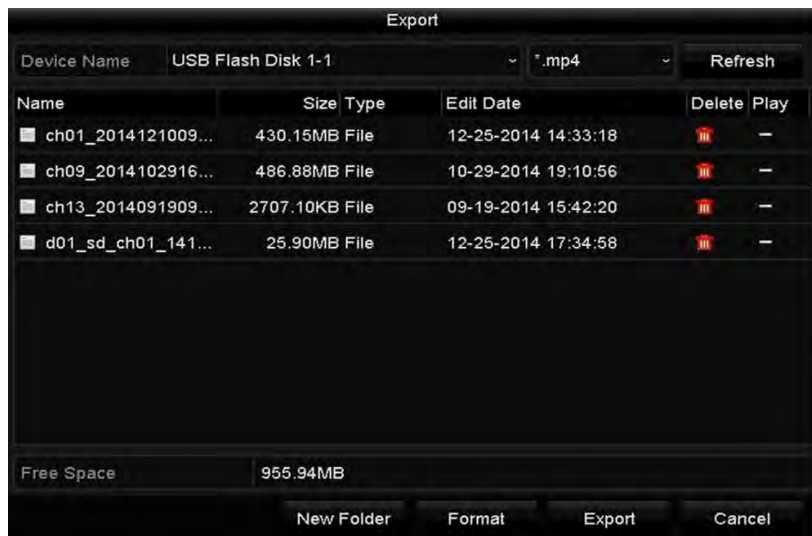 Export
Device Name USB Flash Disk 1-1 *.mp4 Refresh
Name Size Type Edit Date Delete Play
ch01_2014121009... 430.15MB File 12-25-2014 14:33:18
ch09_2014102916... 486.88MB File 10-29-2014 19:10:56
ch13_2014091909... 2707.10KB File 09-19-2014 15:42:20
d01_sd_ch01_141... 25.90MB File 12-25-2014 17:34:58
Free Space 955.94MB
New Folder Format Export Cancel